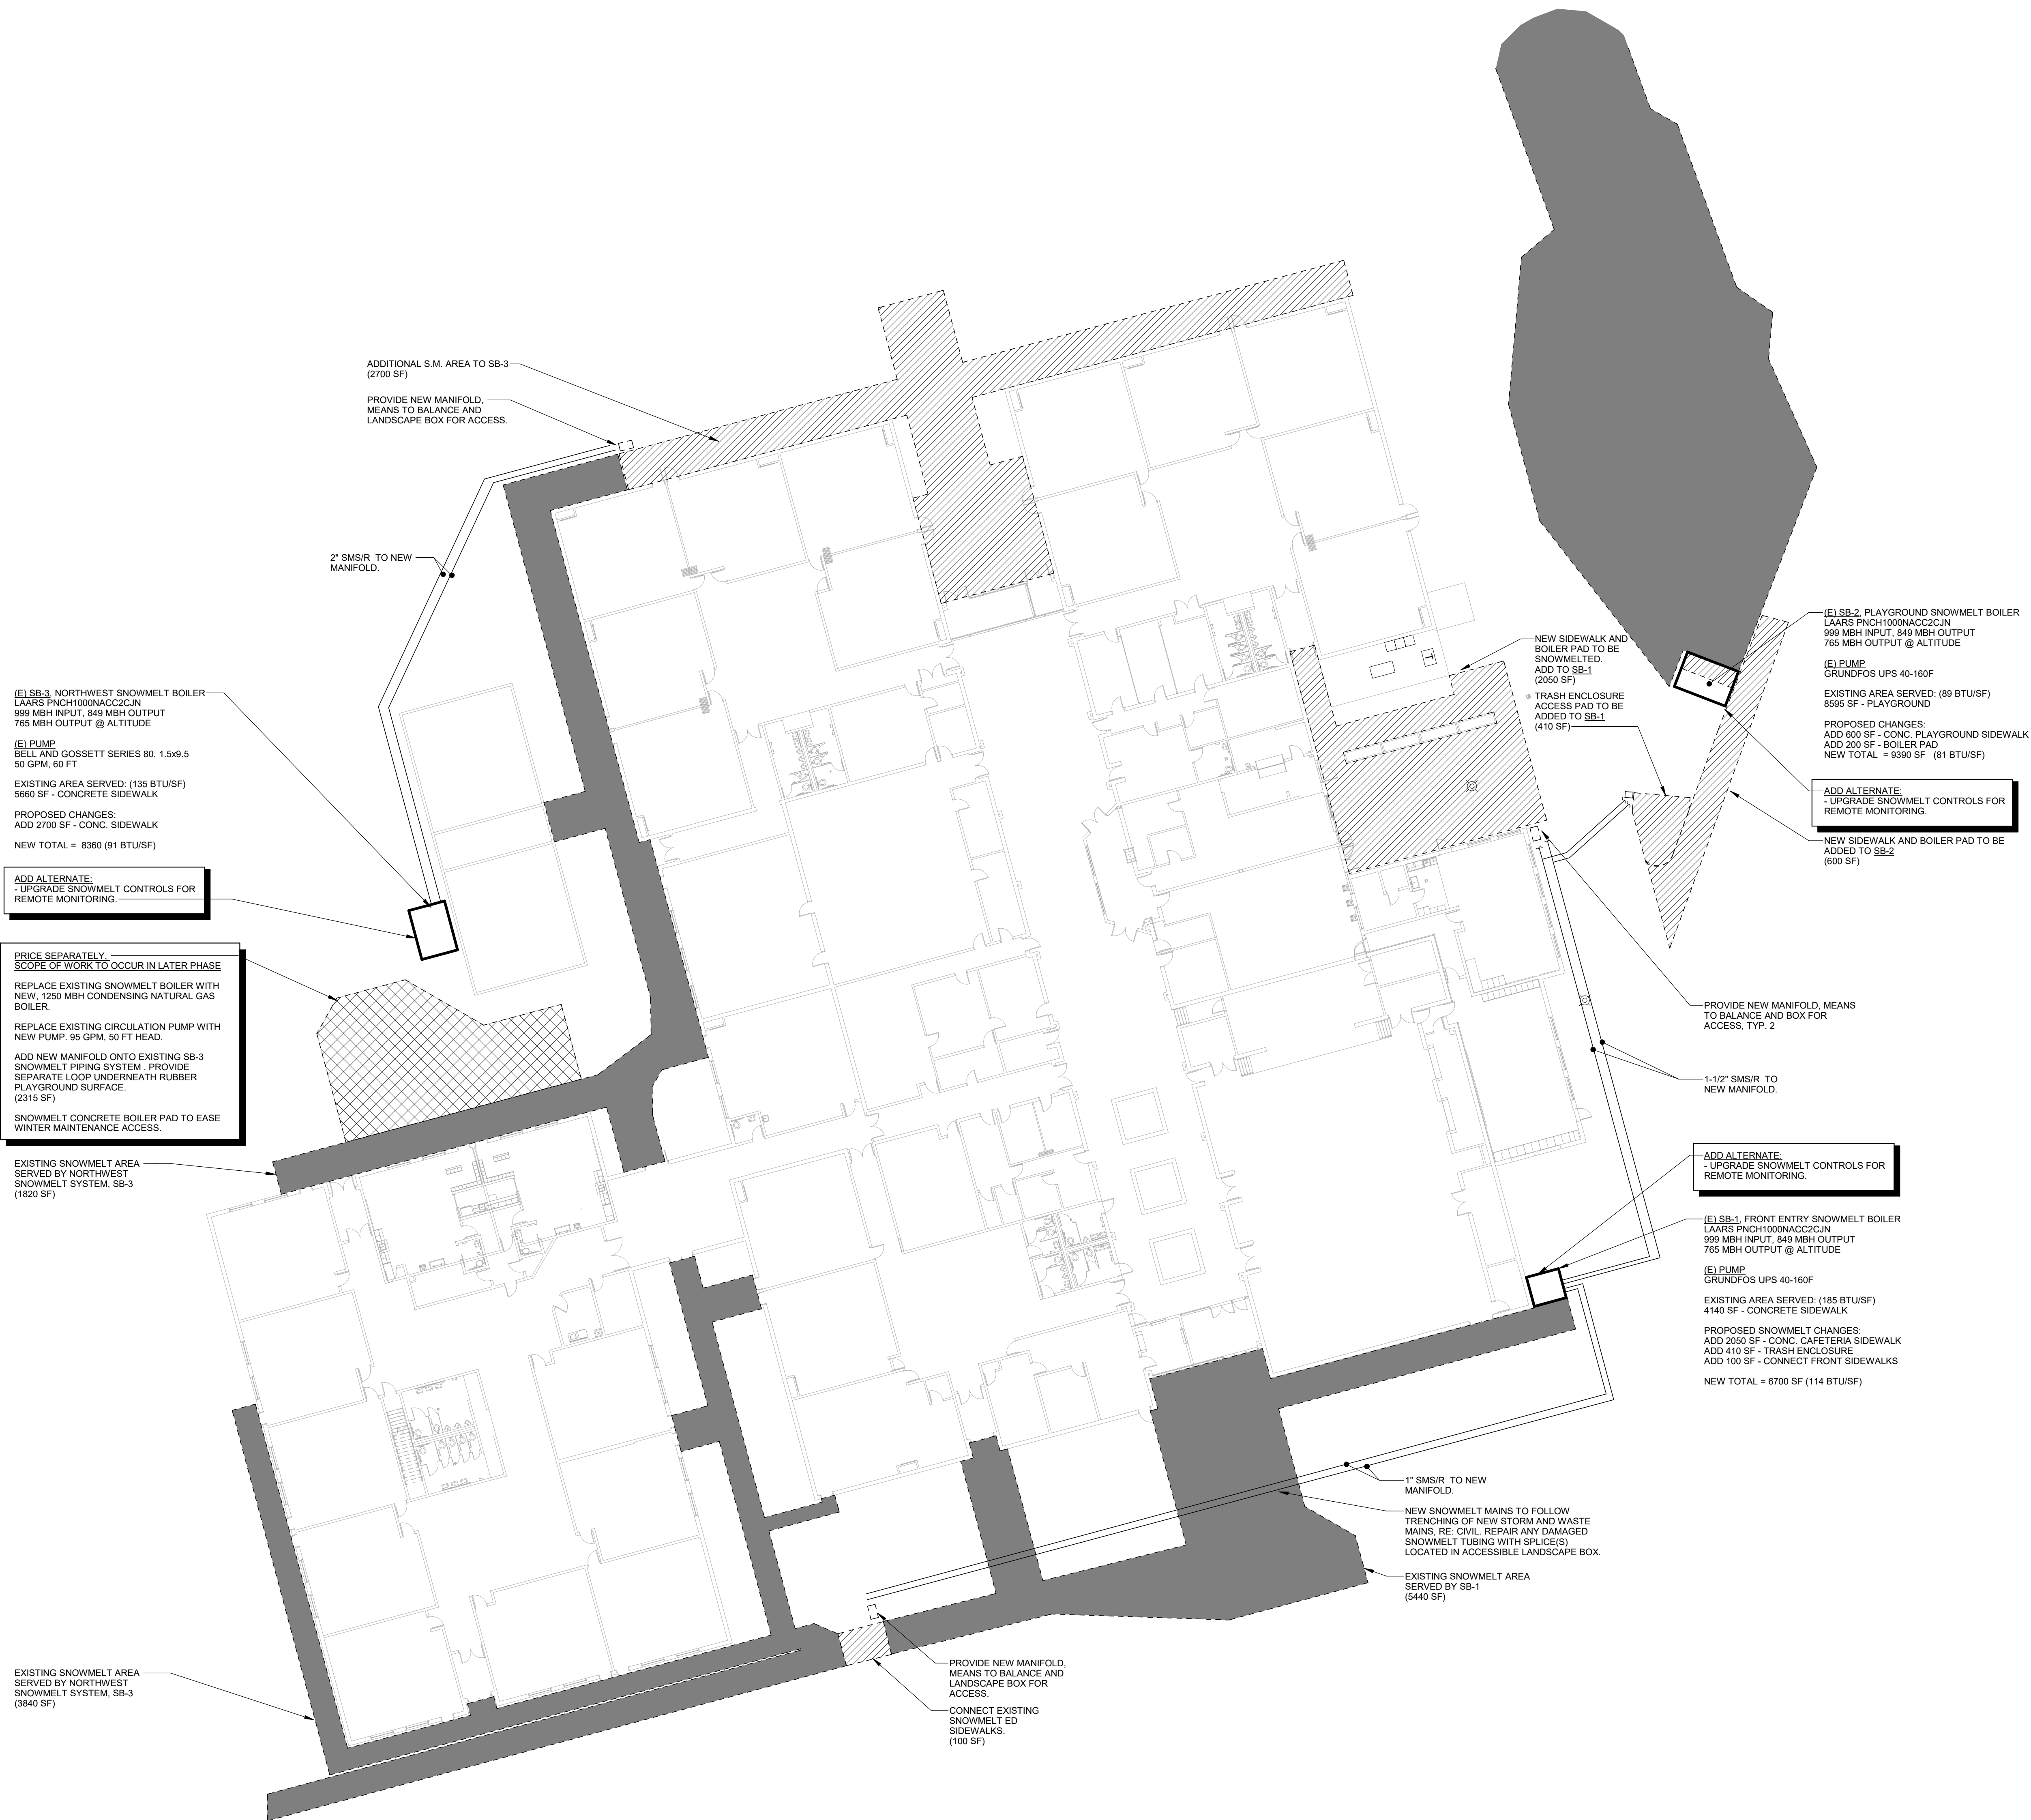 ADDITIONAL S.M. AREA TO SB-3
(2700 SF)
PROVIDE NEW MANIFOLD,
MEANS TO BALANCE AND
LANDSCAPE BOX FOR ACCESS.
2" SMS/R TO NEW
MANIFOLD.
(E) SB-3, NORTHWEST SNOWMELT BOILER
LAARS PNCH1000NACC2CJN
999 MBH INPUT, 849 MBH OUTPUT
765 MBH OUTPUT @ ALTITUDE
(E) PUMP
BELL AND GOSSETT SERIES 80, 1.5x9.5
50 GPM, 60 FT
EXISTING AREA SERVED: (135 BTU/SF)
5660 SF - CONCRETE SIDEWALK
PROPOSED CHANGES:
ADD 2700 SF - CONC. SIDEWALK
NEW TOTAL = 8360 (91 BTU/SF)
ADD ALTERNATE:
- UPGRADE SNOWMELT CONTROLS FOR
REMOTE MONITORING.
PRICE SEPARATELY,
SCOPE OF WORK TO OCCUR IN LATER PHASE
REPLACE EXISTING SNOWMELT BOILER WITH
NEW, 1250 MBH CONDENSING NATURAL GAS
BOILER.
REPLACE EXISTING CIRCULATION PUMP WITH
NEW PUMP. 95 GPM, 50 FT HEAD.
ADD NEW MANIFOLD ONTO EXISTING SB-3
SNOWMELT PIPING SYSTEM . PROVIDE
SEPARATE LOOP UNDERNEATH RUBBER
PLAYGROUND SURFACE.
(2315 SF)
SNOWMELT CONCRETE BOILER PAD TO EASE
WINTER MAINTENANCE ACCESS.
EXISTING SNOWMELT AREA
SERVED BY NORTHWEST
SNOWMELT SYSTEM, SB-3
(1820 SF)
EXISTING SNOWMELT AREA
SERVED BY NORTHWEST
SNOWMELT SYSTEM, SB-3
(3840 SF)
NEW SIDEWALK AND
BOILER PAD TO BE
SNOWMELTED.
ADD TO SB-1
(2050 SF)
TRASH ENCLOSURE
ACCESS PAD TO BE
ADDED TO SB-1
(410 SF)
(E) SB-2, PLAYGROUND SNOWMELT BOILER
LAARS PNCH1000NACC2CJN
999 MBH INPUT, 849 MBH OUTPUT
765 MBH OUTPUT @ ALTITUDE
(E) PUMP
GRUNDFOS UPS 40-160F
EXISTING AREA SERVED: (89 BTU/SF)
8595 SF - PLAYGROUND
PROPOSED CHANGES:
ADD 600 SF - CONC. PLAYGROUND SIDEWALK
ADD 200 SF - BOILER PAD
NEW TOTAL = 9390 SF (81 BTU/SF)
ADD ALTERNATE:
- UPGRADE SNOWMELT CONTROLS FOR
REMOTE MONITORING.
NEW SIDEWALK AND BOILER PAD TO BE
ADDED TO SB-2
(600 SF)
PROVIDE NEW MANIFOLD, MEANS
TO BALANCE AND BOX FOR
ACCESS, TYP. 2
1-1/2" SMS/R TO
NEW MANIFOLD.
ADD ALTERNATE:
- UPGRADE SNOWMELT CONTROLS FOR
REMOTE MONITORING.
(E) SB-1, FRONT ENTRY SNOWMELT BOILER
LAARS PNCH1000NACC2CJN
999 MBH INPUT, 849 MBH OUTPUT
765 MBH OUTPUT @ ALTITUDE
(E) PUMP
GRUNDFOS UPS 40-160F
EXISTING AREA SERVED: (185 BTU/SF)
4140 SF - CONCRETE SIDEWALK
PROPOSED SNOWMELT CHANGES:
ADD 2050 SF - CONC. CAFETERIA SIDEWALK
ADD 410 SF - TRASH ENCLOSURE
ADD 100 SF - CONNECT FRONT SIDEWALKS
NEW TOTAL = 6700 SF (114 BTU/SF)
1" SMS/R TO NEW
MANIFOLD.
NEW SNOWMELT MAINS TO FOLLOW
TRENCHING OF NEW STORM AND WASTE
MAINS, RE: CIVIL. REPAIR ANY DAMAGED
SNOWMELT TUBING WITH SPLICE(S)
LOCATED IN ACCESSIBLE LANDSCAPE BOX.
EXISTING SNOWMELT AREA
SERVED BY SB-1
(5440 SF)
PROVIDE NEW MANIFOLD,
MEANS TO BALANCE AND
LANDSCAPE BOX FOR
ACCESS.
CONNECT EXISTING
SNOWMELT ED
SIDEWALKS.
(100 SF)